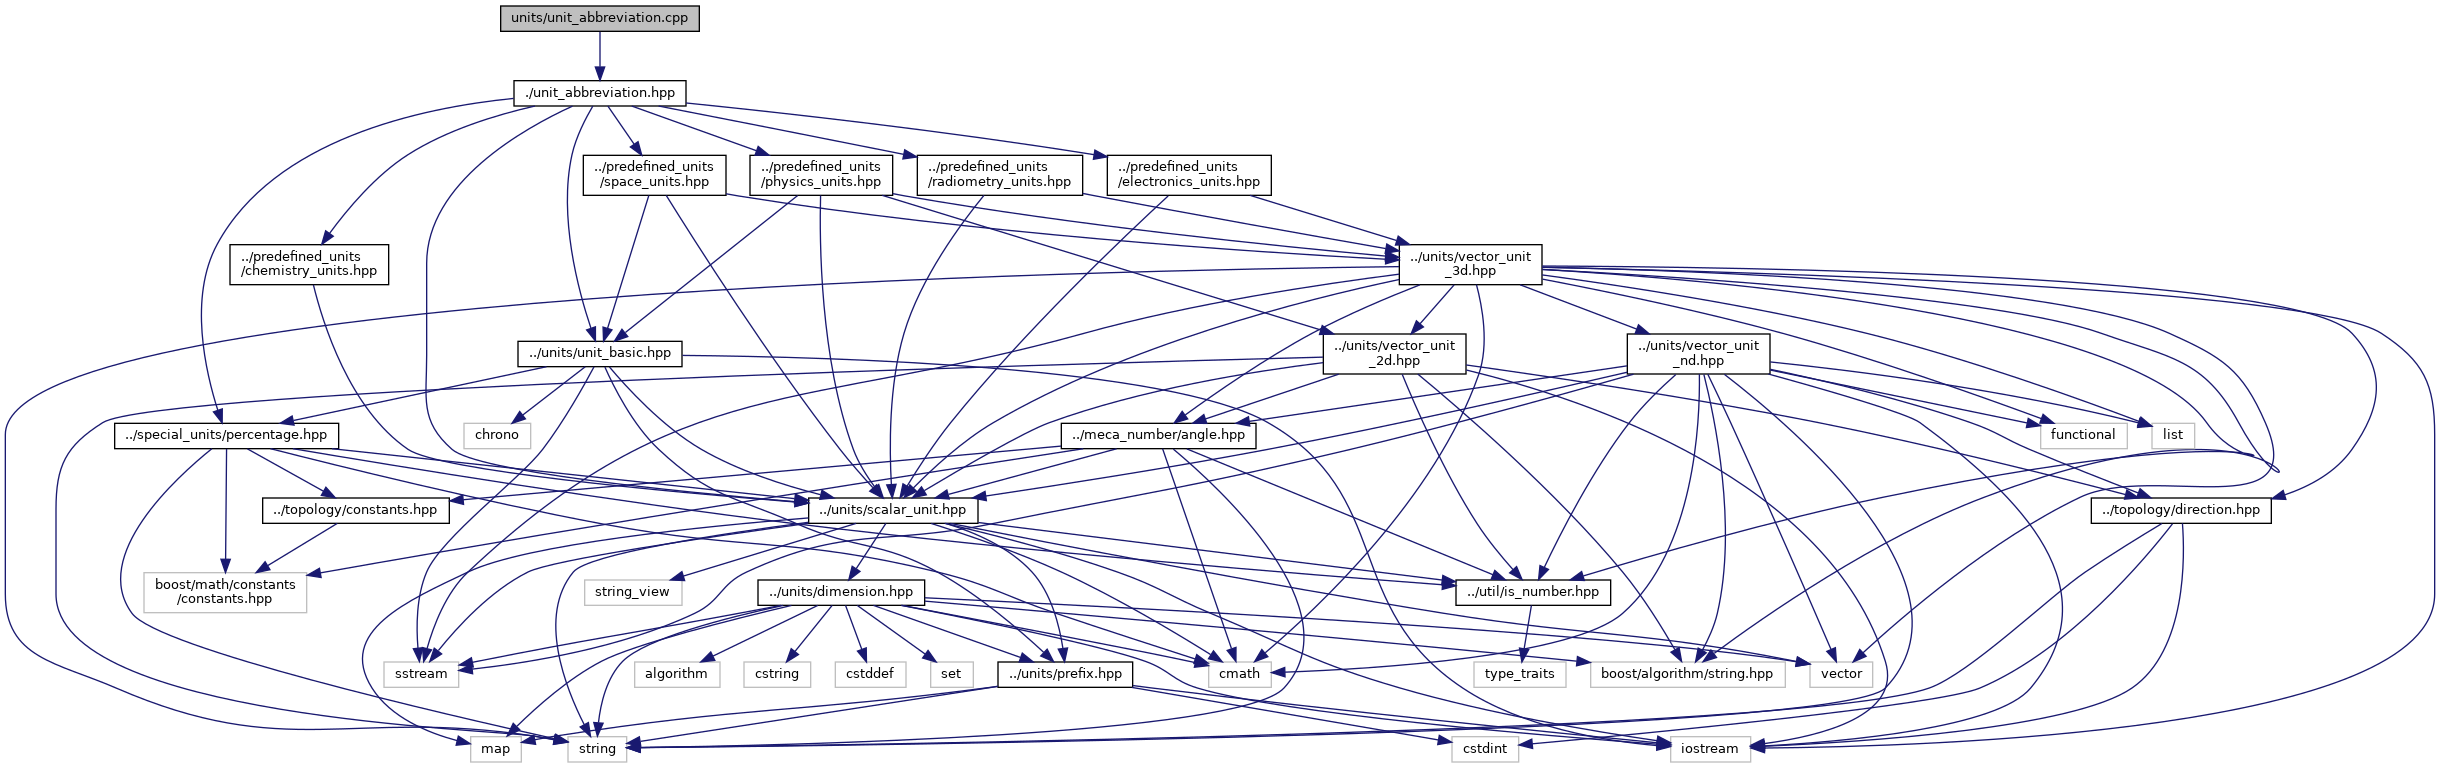 units/unit_abbreviation.cpp
./unit_abbreviation.hpp
../predefined_units
/space_units.hpp
../predefined_units
/physics_units.hpp
../predefined_units
/radiometry_units.hpp
../predefined_units
/electronics_units.hpp
../predefined_units
/chemistry_units.hpp
../units/vector_unit
_3d.hpp
../units/unit_basic.hpp
../units/vector_unit
_2d.hpp
../units/vector_unit
_nd.hpp
../special_units/percentage.hpp
chrono
../meca_number/angle.hpp
functional
list
../topology/constants.hpp
../units/scalar_unit.hpp
../topology/direction.hpp
boost/math/constants
/constants.hpp
string_view
../units/dimension.hpp
../util/is_number.hpp
sstream
algorithm
cstring
cstddef
set
../units/prefix.hpp
cmath
type_traits
boost/algorithm/string.hpp
vector
map
string
cstdint
iostream